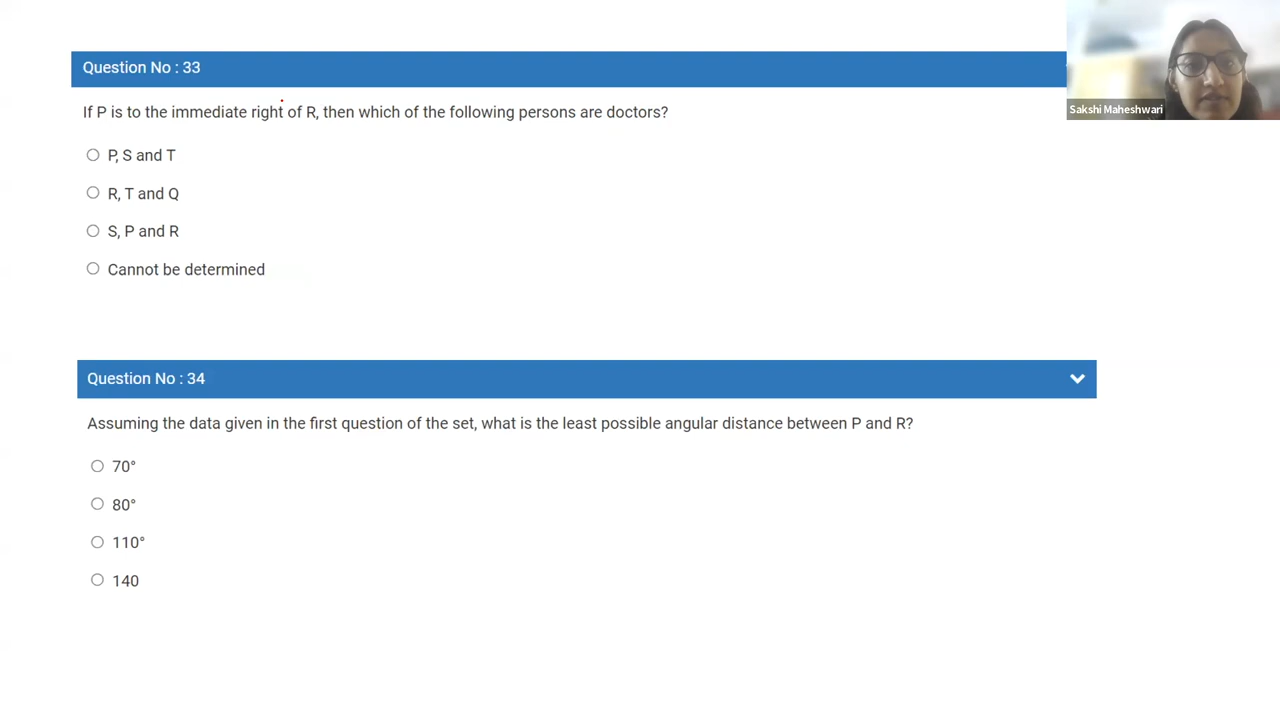 Question No : 33
Sakshi Maheshwari
If P is to the immediate right of R, then which of the following persons are doctors?
P, S and T
R, T and Q
S, P and R
Cannot be determined
Question No : 34
Assuming the data given in the first question of the set, what is the least possible angular distance between P and R?
70°
80°
110°
140